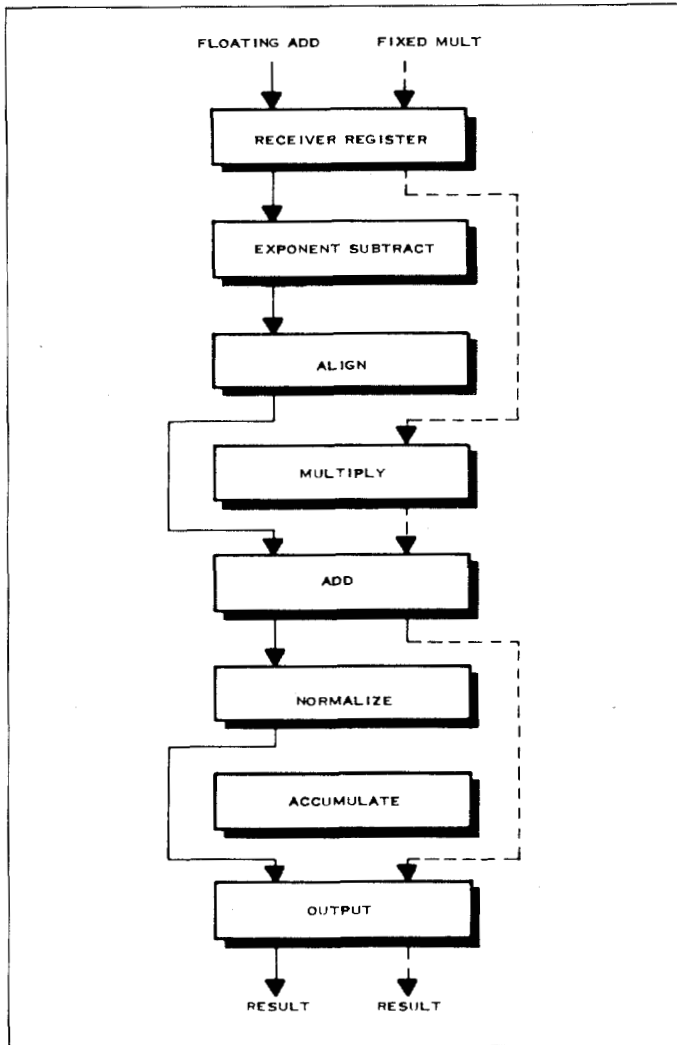 FLOATING ADD FIXED MULT
RECEIVER REGISTER
EXPONENT SUBTRACT
ALIGN
MULTIPLY
ADD
NORMALIZE
ACCUMULATE
OUTPUT
RESULT RESULT